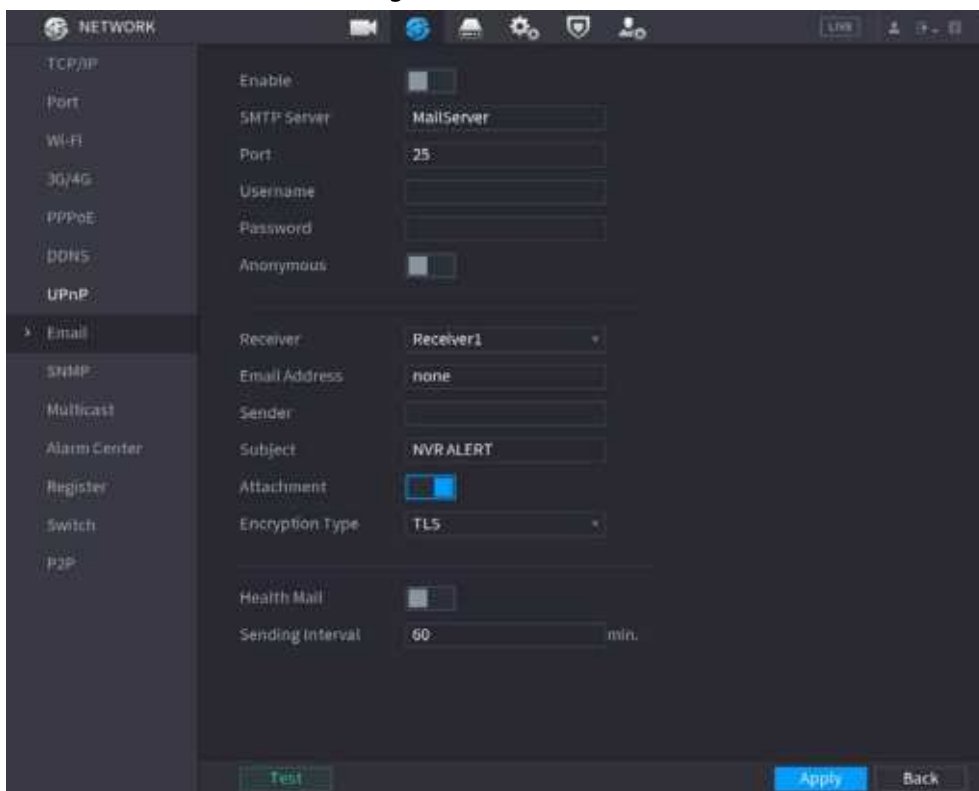 NETWORK
LIVE
TCP/IP
Port
Wi-Fi
3G/4G
PPPoE
DDNS
UPnP
Email
SNMP
Multicast
Alarm Center
Register
Switch
P2P
Enable
SMTP Server MailServer
Port 25
Username
Password
Anonymous
Receiver Receiver1
Email Address none
Sender
Subject NVR ALERT
Attachment
Encryption Type TLS
Health Mail
Sending Interval 60 min.
Test Apply Back